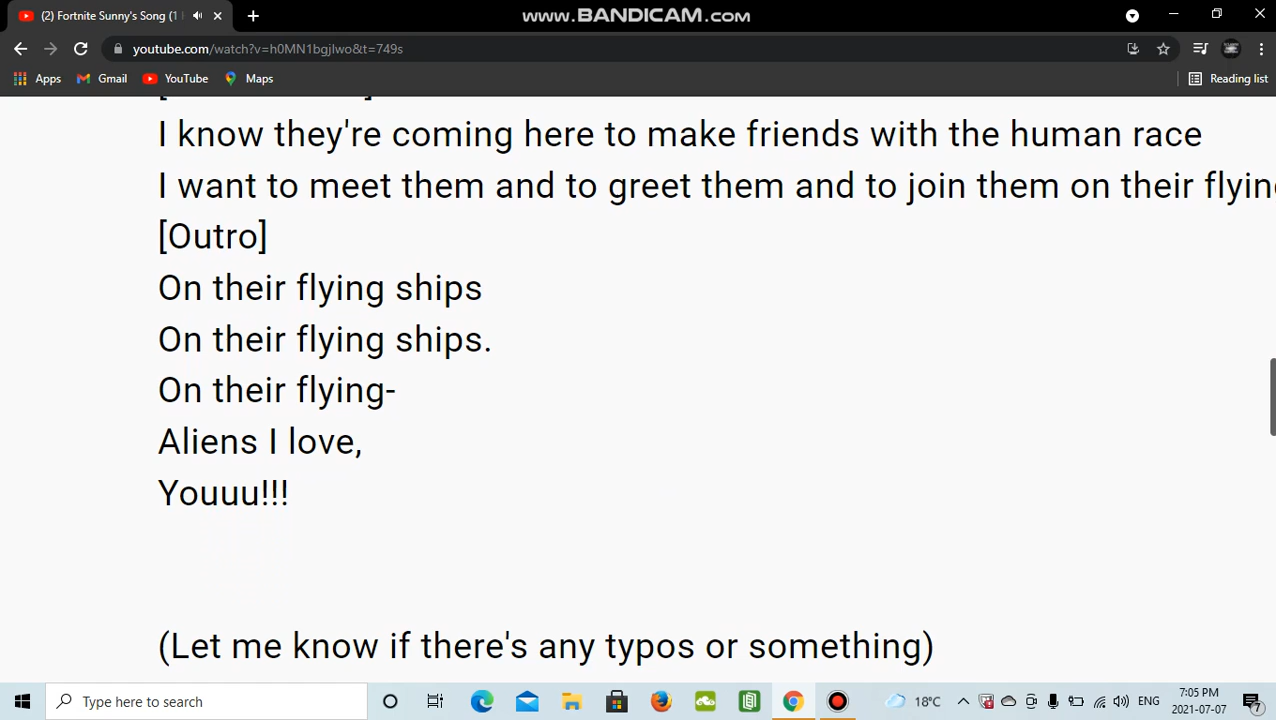 (2) Fortnite Sunny's Song (1
www.BANDICAM.com
youtube.com/watch?v=h0MN1bgjlwo&t=749s
Apps Gmail YouTube Maps Reading list
I know they're coming here to make friends with the human race
I want to meet them and to greet them and to join them on their flying
[Outro]
On their flying ships
On their flying ships.
On their flying-
Aliens I love,
Youuu!!!
(Let me know if there's any typos or something)
Type here to search 18°C ENG 7:05 PM
2021-07-07 7